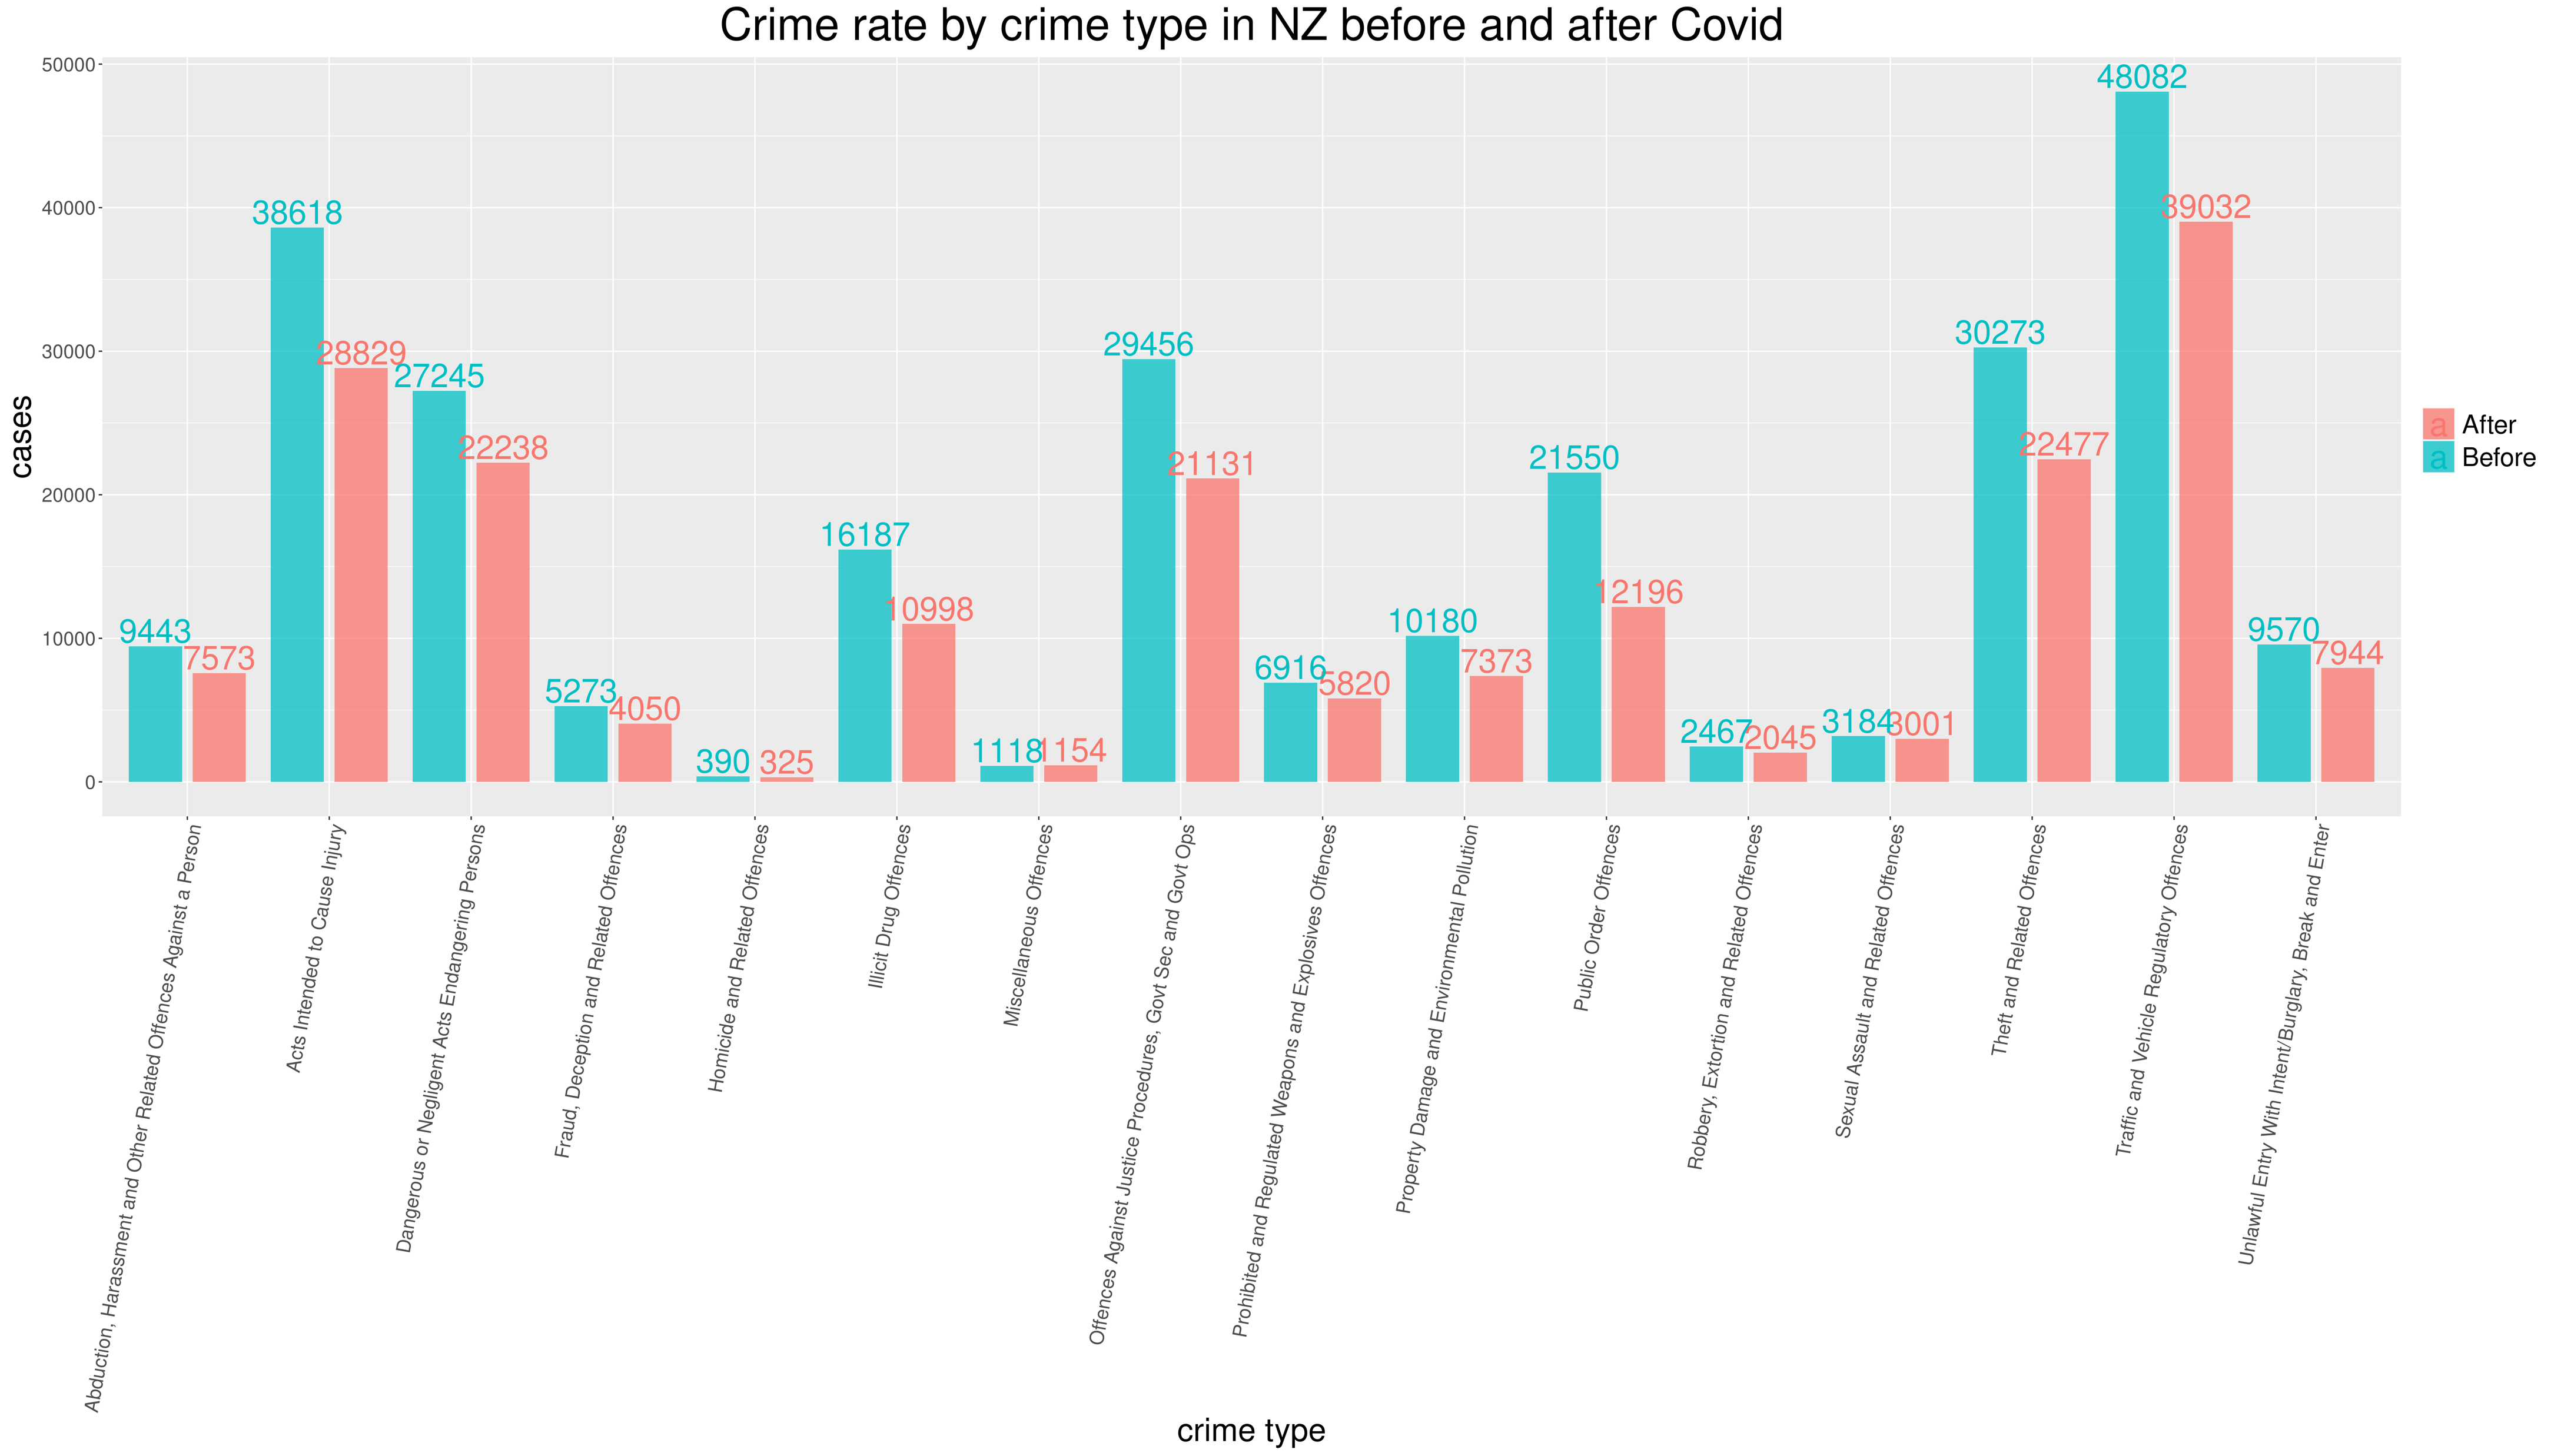 Crime rate by crime type in NZ before and after Covid
cases
50000
40000
30000
20000
10000
0
9443
7573
38618
28829
27245
22238
5273
4050
390
325
16187
10998
1118
1154
29456
21131
6916
5820
10180
7373
21550
12196
2467
2045
3184
3001
30273
22477
48082
39032
9570
7944
a After
a Before
Abduction, Harassment and Other Related Offences Against a Person
Acts Intended to Cause Injury
Dangerous or Negligent Acts Endangering Persons
Fraud, Deception and Related Offences
Homicide and Related Offences
Illicit Drug Offences
Miscellaneous Offences
Offences Against Justice Procedures, Govt Sec and Govt Ops
Prohibited and Regulated Weapons and Explosives Offences
Property Damage and Environmental Pollution
Public Order Offences
Robbery, Extortion and Related Offences
Sexual Assault and Related Offences
Theft and Related Offences
Traffic and Vehicle Regulatory Offences
Unlawful Entry With Intent/Burglary, Break and Enter
crime type